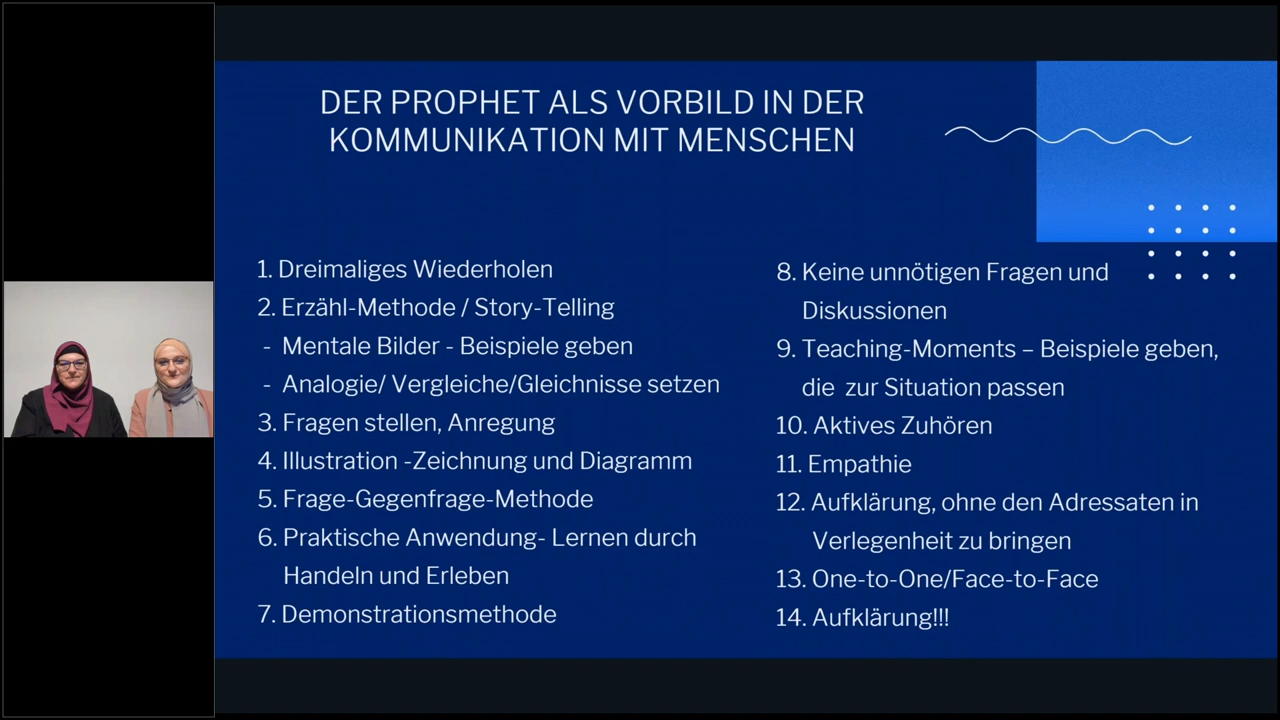 DER PROPHET ALS VORBILD IN DER
KOMMUNIKATION MIT MENSCHEN
1. Dreimaliges Wiederholen
2. Erzähl-Methode / Story-Telling
- Mentale Bilder - Beispiele geben
- Analogie/ Vergleiche/Gleichnisse setzen
3. Fragen stellen, Anregung
4. Illustration -Zeichnung und Diagramm
5. Frage-Gegenfrage-Methode
6. Praktische Anwendung- Lernen durch
Handeln und Erleben
7. Demonstrationsmethode
8. Keine unnötigen Fragen und
Diskussionen
9. Teaching-Moments – Beispiele geben,
die zur Situation passen
10. Aktives Zuhören
11. Empathie
12. Aufklärung, ohne den Adressaten in
Verlegenheit zu bringen
13. One-to-One/Face-to-Face
14. Aufklärung!!!